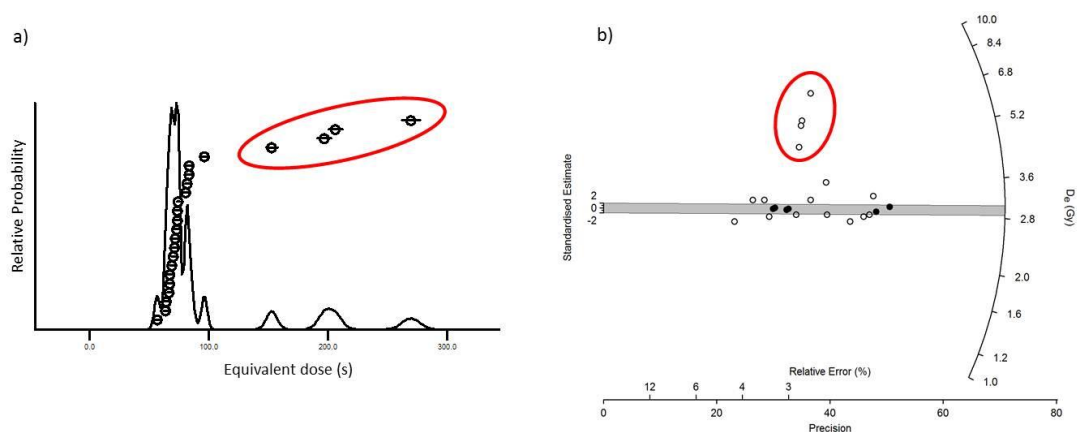 a)
Relative Probability
0.0 100.0 200.0 300.0
Equivalent dose (s)
b)
10.0
8.4
6.8
5.2
3.6
2.8
2.0
1.6
1.2
1.0
D_e (Gy)
Standardised Estimate
2
0
-2
Relative Error (%)
12 6 4 3
0 20 40 60 80
Precision